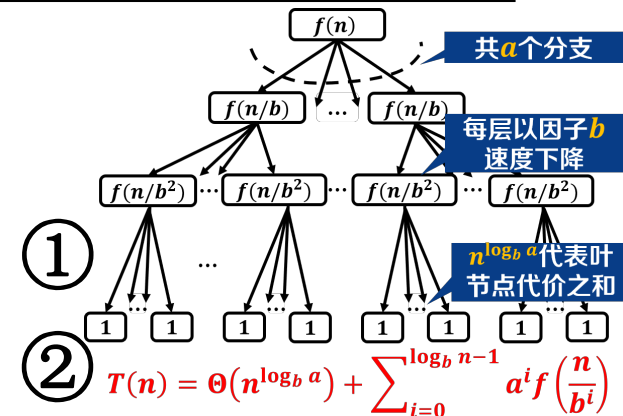 f(n)
共a个分支
f(n/b) ... f(n/b)
每层以因子b
速度下降
f(n/b²) ... f(n/b²) ... f(n/b²) ... f(n/b²)
①
...
n^{log_b a}代表叶
节点代价之和
... ... ... ...
1 1 1 1 1 1 1 1
②
T(n) = Θ(n^{log_b a}) + ∑_{i=0}^{log_b n−1} a^i f(n/b^i)